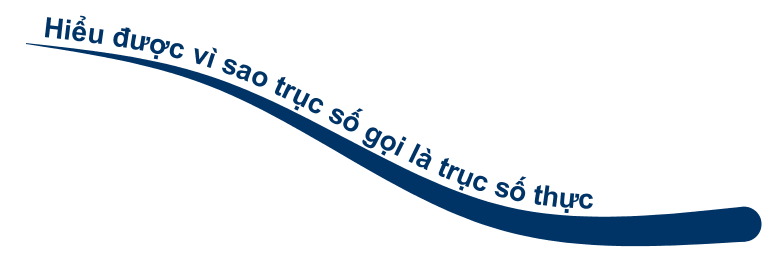 Hiểu được vì sao trục số gọi là trục số thực